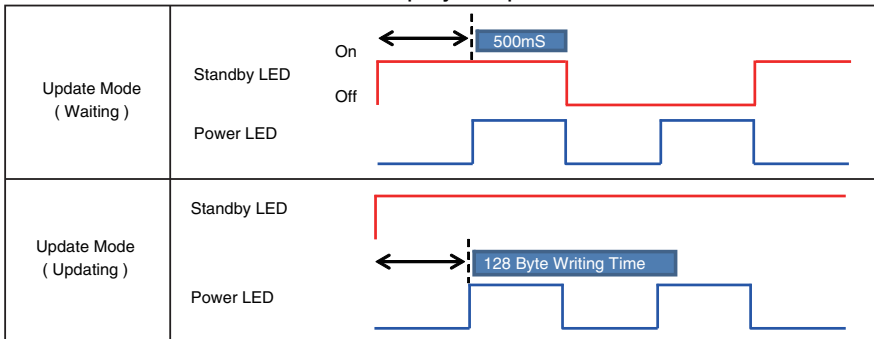 On
500mS
Standby LED
Off
Update Mode
( Waiting )
Power LED
Standby LED
Update Mode
( Updating )
128 Byte Writing Time
Power LED